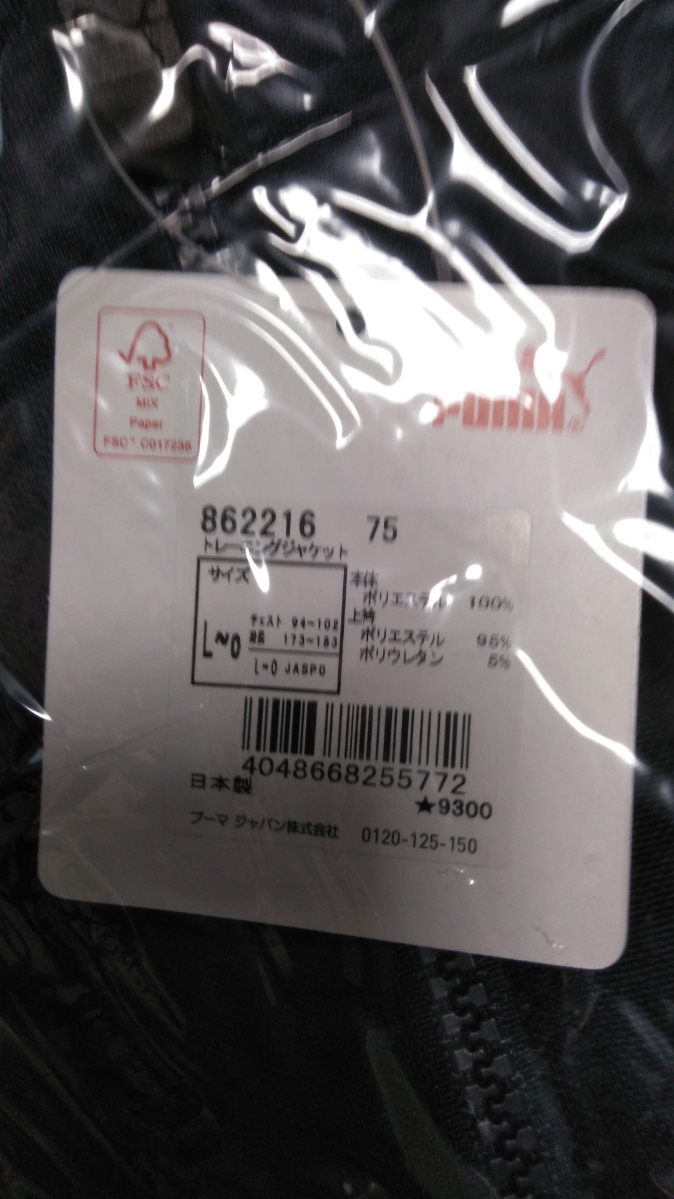 FSC
MIX
Paper
FSC™ C017236
PUMA
862216 75
トレーニングジャケット
サイズ
チェスト 94~102
身長 173~183
L~O
L~O JASPO
本体
ポリエステル 100%
上衿
ポリエステル 95%
ポリウレタン 5%
4048668255772
日本製
★9300
プーマ ジャパン株式会社 0120-125-150